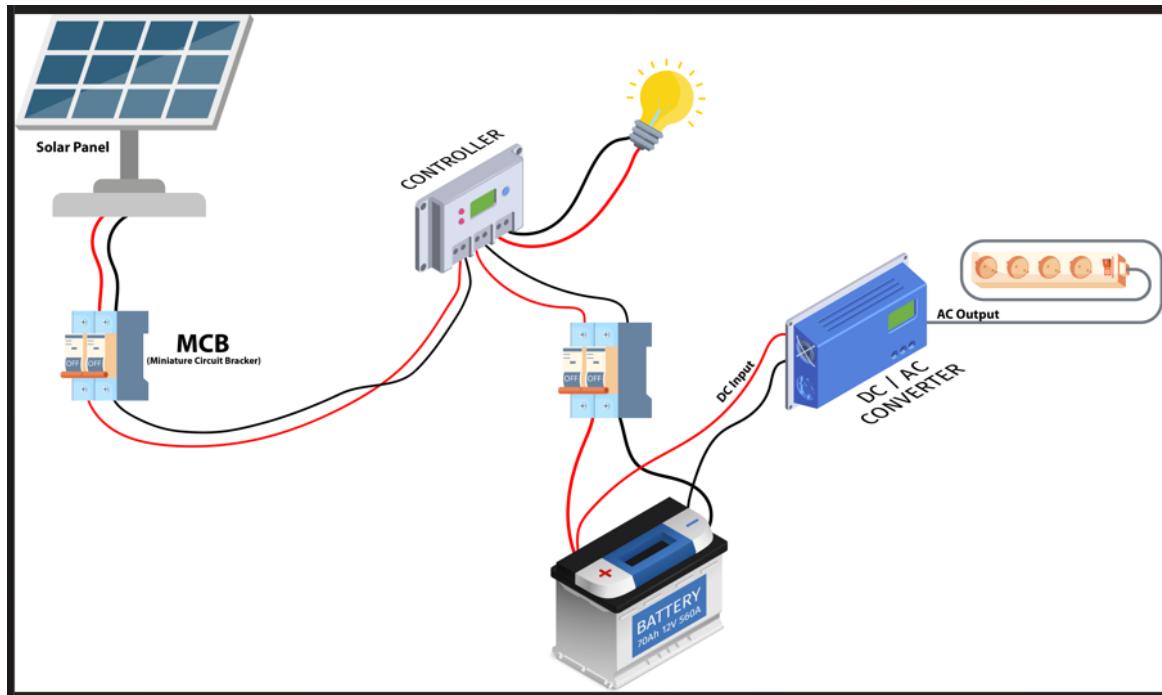 Solar Panel
CONTROLLER
MCB
(Miniature Circuit Bracker)
OFF OFF
OFF OFF
DC Input
AC Output
DC / AC
CONVERTER
+
−
BATTERY
70Ah 12V 560A